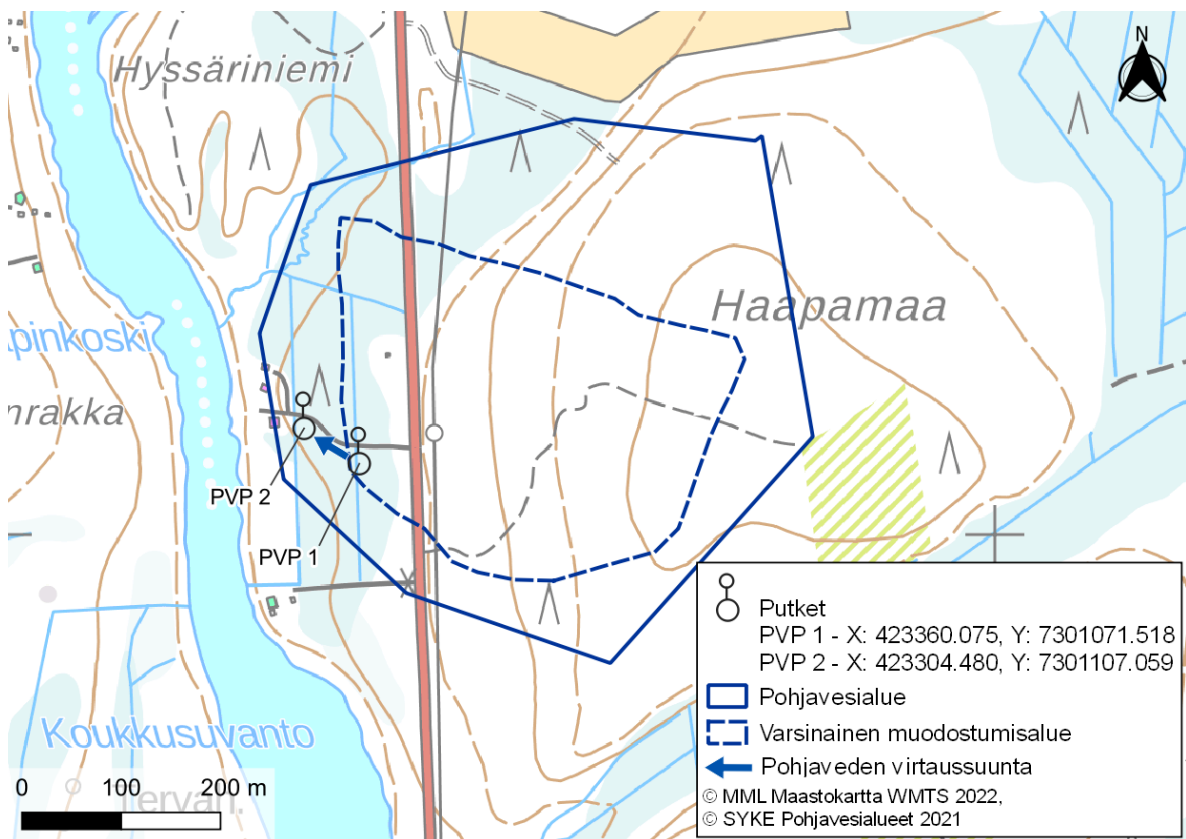 Hyssäriniemi
N
Haapamaa
pinkoski
nrakka
PVP 2
PVP 1
Koukkusuvanto
0 100 200 m
Tervah.
Putket
PVP 1 - X: 423360.075, Y: 7301071.518
PVP 2 - X: 423304.480, Y: 7301107.059
Pohjavesialue
Varsinainen muodostumisalue
Pohjaveden virtaussuunta
© MML Maastokartta WMTS 2022,
© SYKE Pohjavesialueet 2021